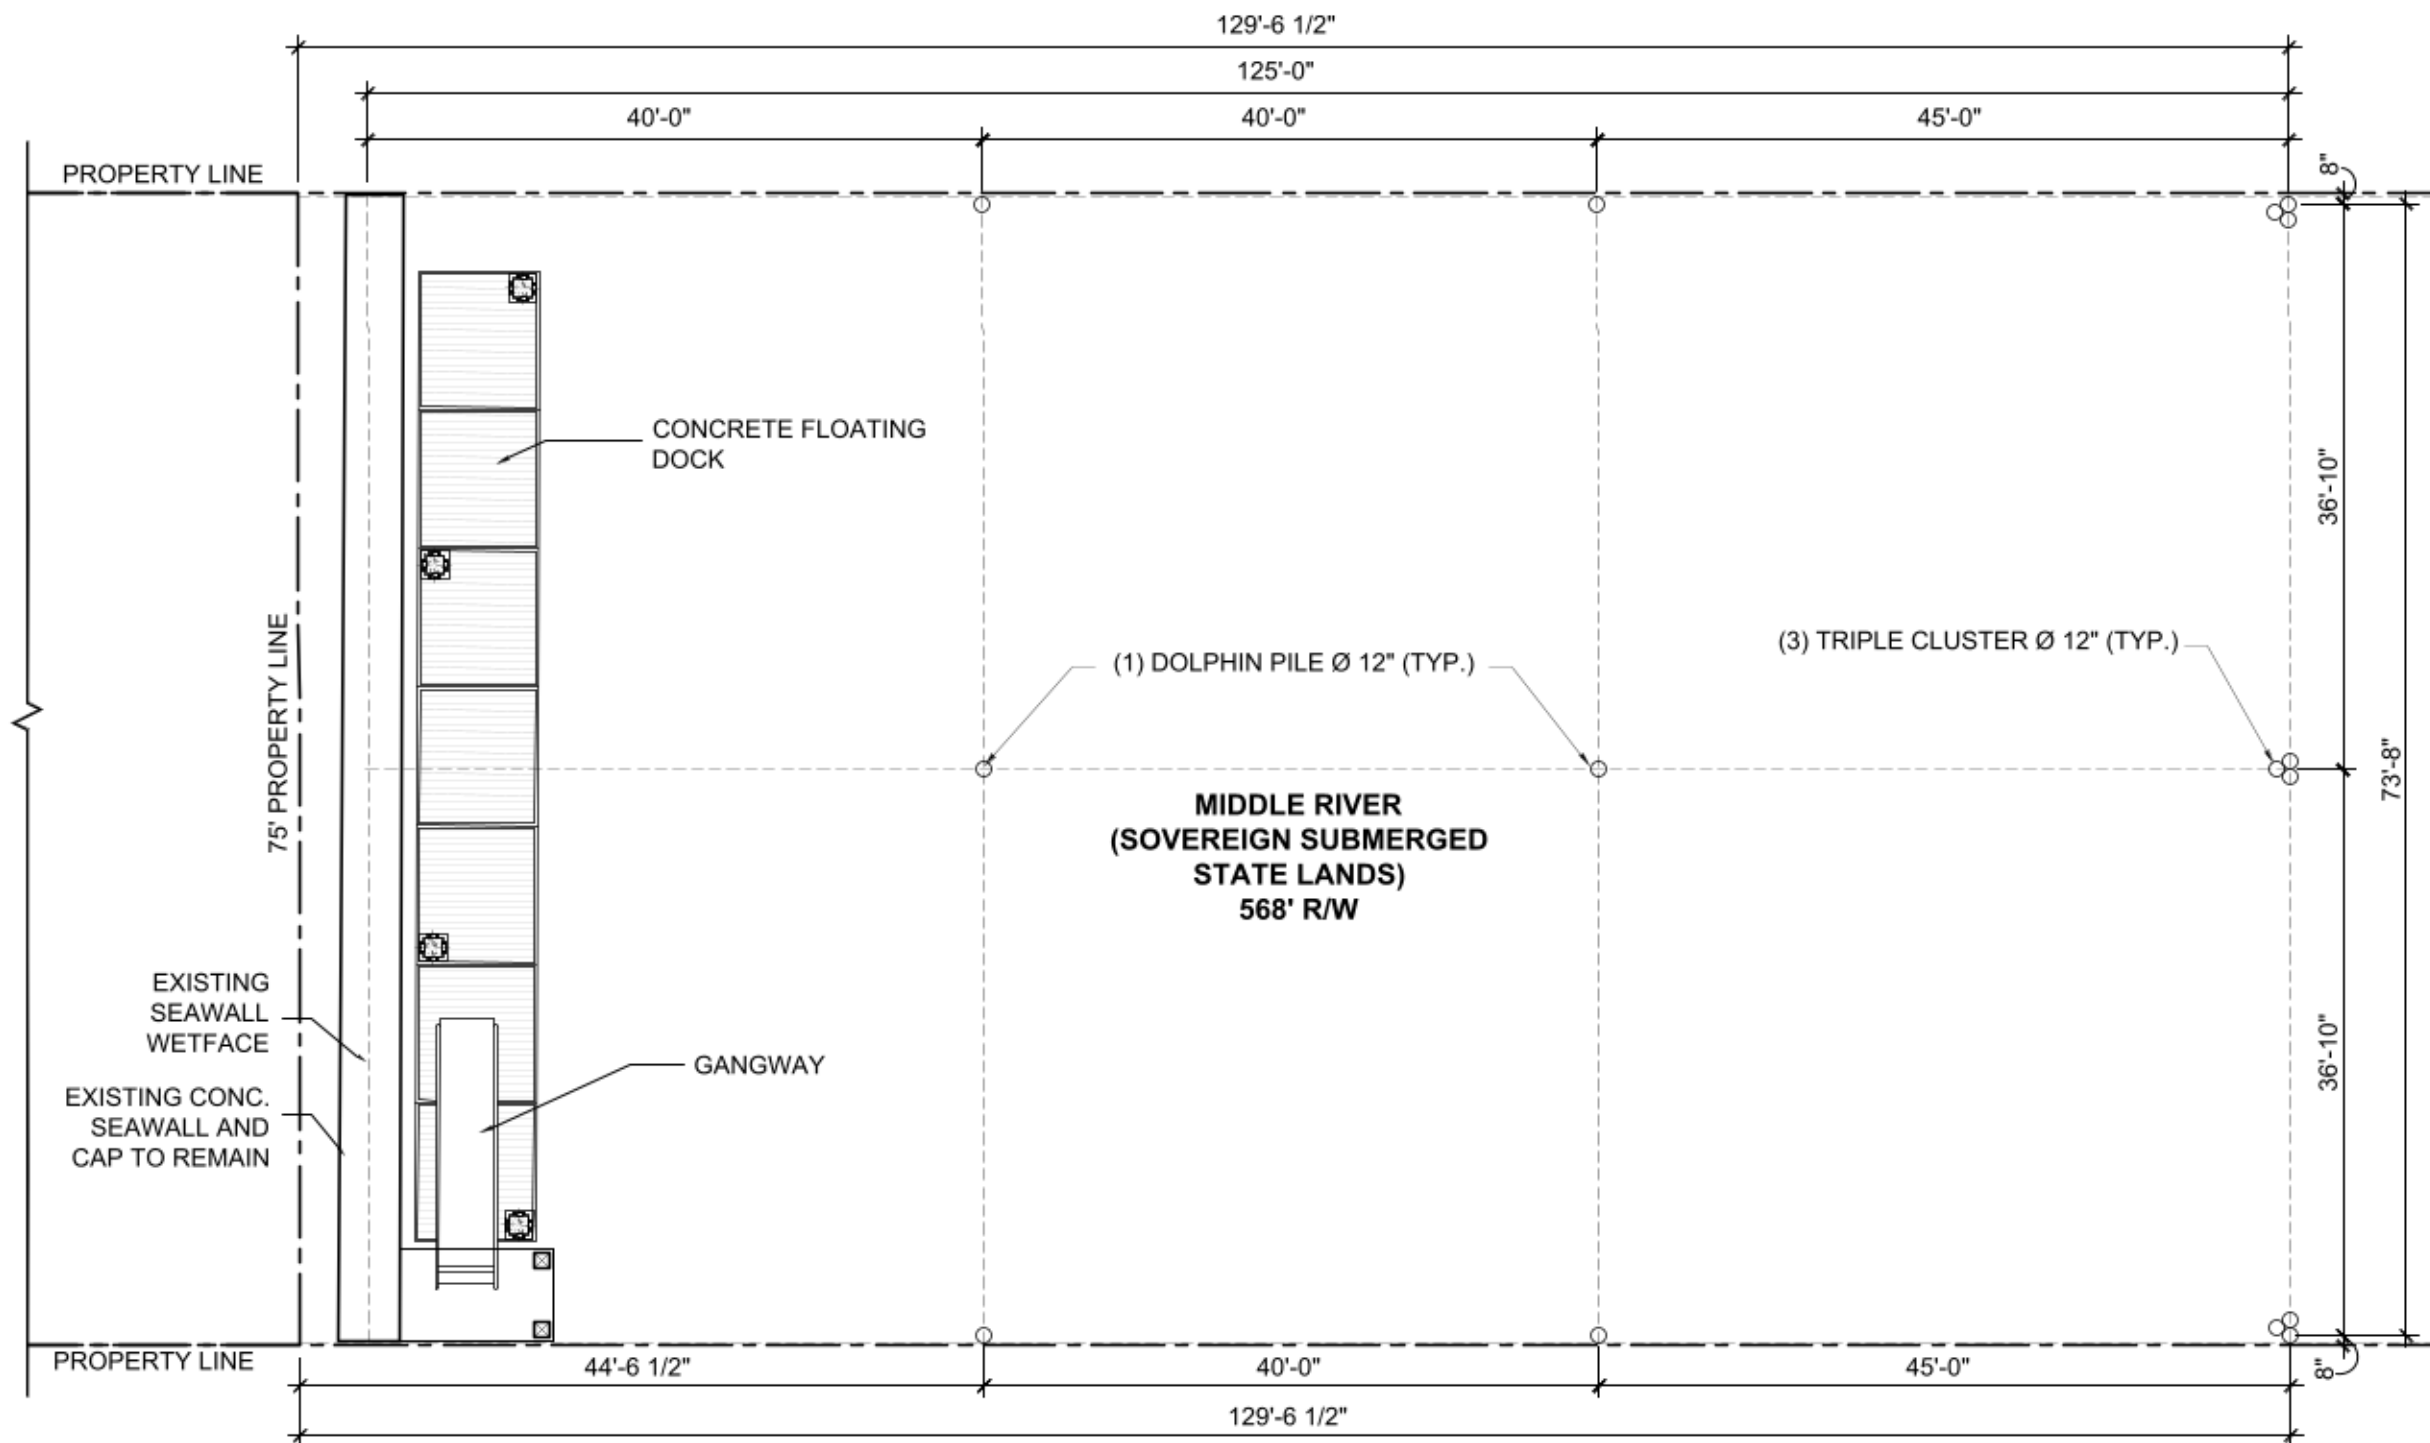 129'-6 1/2"
125'-0"
40'-0"
40'-0"
45'-0"
8"
PROPERTY LINE
CONCRETE FLOATING
DOCK
36'-10"
75' PROPERTY LINE
(1) DOLPHIN PILE Ø 12" (TYP.)
(3) TRIPLE CLUSTER Ø 12" (TYP.)
73'-8"
MIDDLE RIVER
(SOVEREIGN SUBMERGED
STATE LANDS)
568' R/W
EXISTING
SEAWALL
WETFACE
GANGWAY
36'-10"
EXISTING CONC.
SEAWALL AND
CAP TO REMAIN
PROPERTY LINE
44'-6 1/2"
40'-0"
45'-0"
8"
129'-6 1/2"